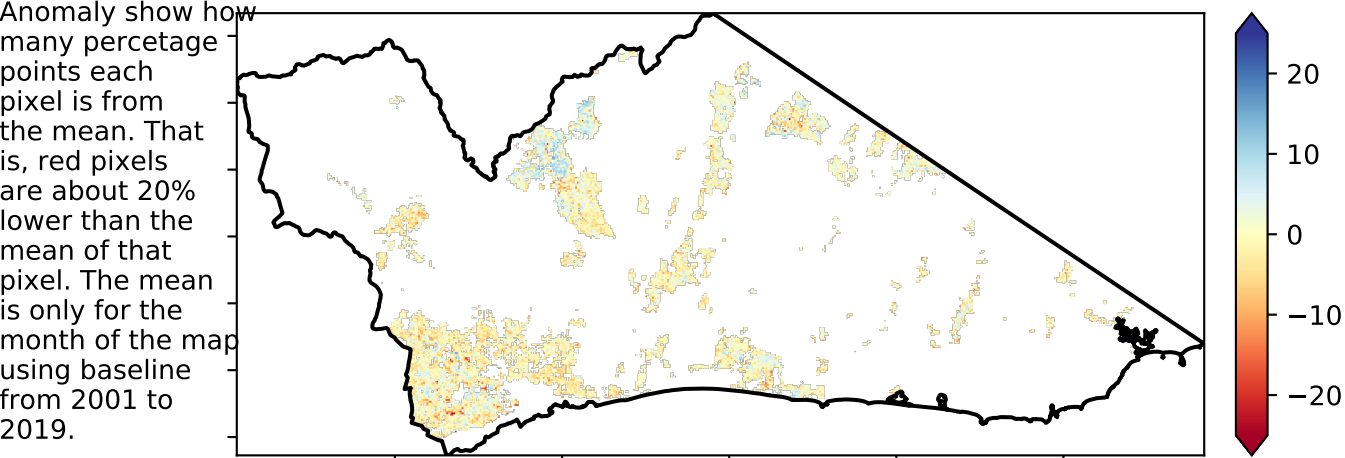 Anomaly show how
many percetage
points each
pixel is from
the mean. That
is, red pixels
are about 20%
lower than the
mean of that
pixel. The mean
is only for the
month of the map
using baseline
from 2001 to
2019.
20
10
0
−10
−20